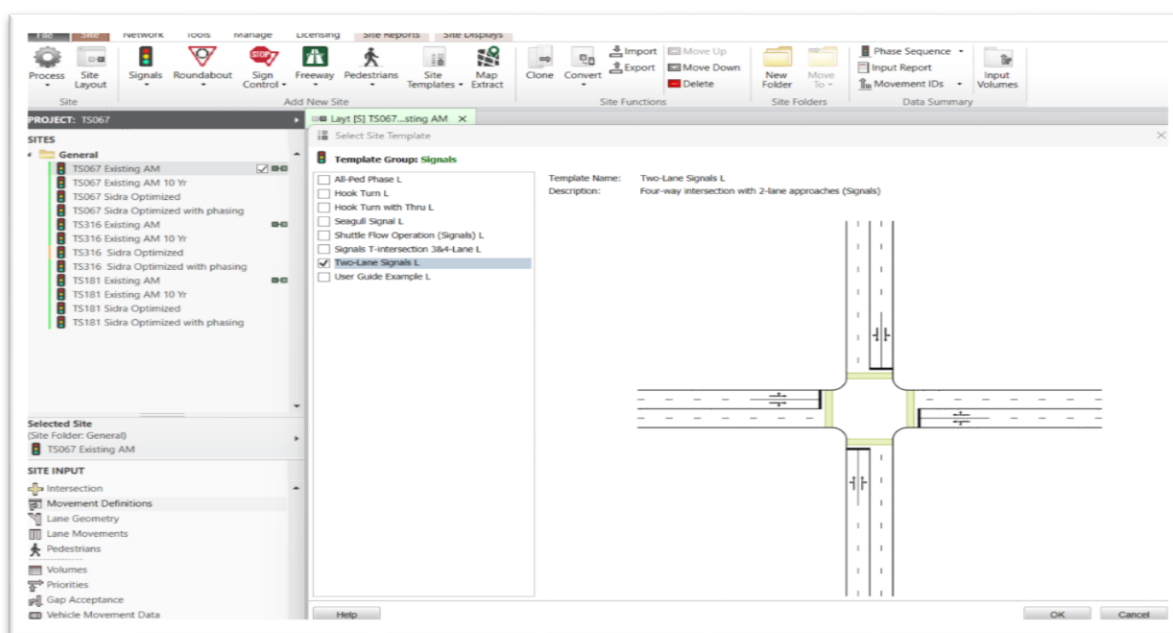 File Site Network Tools Manage Licensing Site Reports Site Displays
Process Site Layout Signals Roundabout Sign Control Freeway Pedestrians Site Templates Map Extract Clone Convert Import Export Move Up Move Down Delete New Folder Move To Phase Sequence Input Report Movement IDs Input Volumes
Site Add New Site Site Functions Site Folders Data Summary
PROJECT: TS067
Layt [S] TS067...sting AM X
SITES
General
TS067 Existing AM
TS067 Existing AM 10 Yr
TS067 Sidra Optimized
TS067 Sidra Optimized with phasing
TS316 Existing AM
TS316 Existing AM 10 Yr
TS316 Sidra Optimized
TS316 Sidra Optimized with phasing
TS181 Existing AM
TS181 Existing AM 10 Yr
TS181 Sidra Optimized
TS181 Sidra Optimized with phasing
Selected Site
(Site Folder: General)
TS067 Existing AM
SITE INPUT
Intersection
Movement Definitions
Lane Geometry
Lane Movements
Pedestrians
Volumes
Priorities
Gap Acceptance
Vehicle Movement Data
Select Site Template
Template Group: Signals
All-Ped Phase L
Hook Turn L
Hook Turn with Thru L
Seagull Signal L
Shuttle Flow Operation (Signals) L
Signals T-intersection 3&4-Lane L
Two-Lane Signals L
User Guide Example L
Template Name: Two-Lane Signals L
Description: Four-way intersection with 2-lane approaches (Signals)
Help OK Cancel